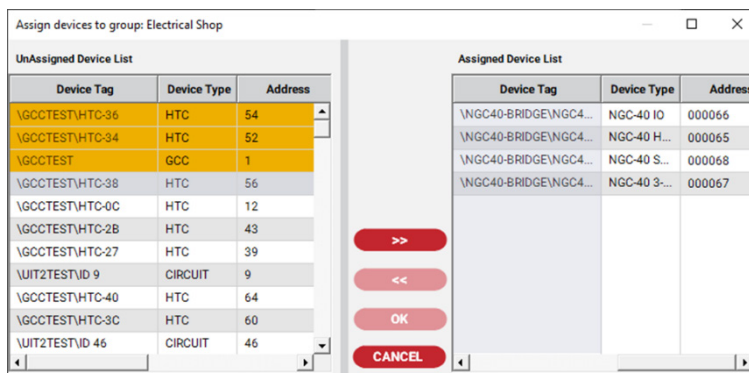 Assign devices to group: Electrical Shop
UnAssigned Device List
Device Tag Device Type Address
\GCCTEST\HTC-36 HTC 54
\GCCTEST\HTC-34 HTC 52
\GCCTEST GCC 1
\GCCTEST\HTC-38 HTC 56
\GCCTEST\HTC-0C HTC 12
\GCCTEST\HTC-2B HTC 43
\GCCTEST\HTC-27 HTC 39
\UIT2TEST\ID 9 CIRCUIT 9
\GCCTEST\HTC-40 HTC 64
\GCCTEST\HTC-3C HTC 60
\UIT2TEST\ID 46 CIRCUIT 46
>>
<<
OK
CANCEL
Assigned Device List
Device Tag Device Type Address
\NGC40-BRIDGE\NGC4... NGC-40 IO 000066
\NGC40-BRIDGE\NGC4... NGC-40 H... 000065
\NGC40-BRIDGE\NGC4... NGC-40 S... 000068
\NGC40-BRIDGE\NGC4... NGC-40 3-... 000067